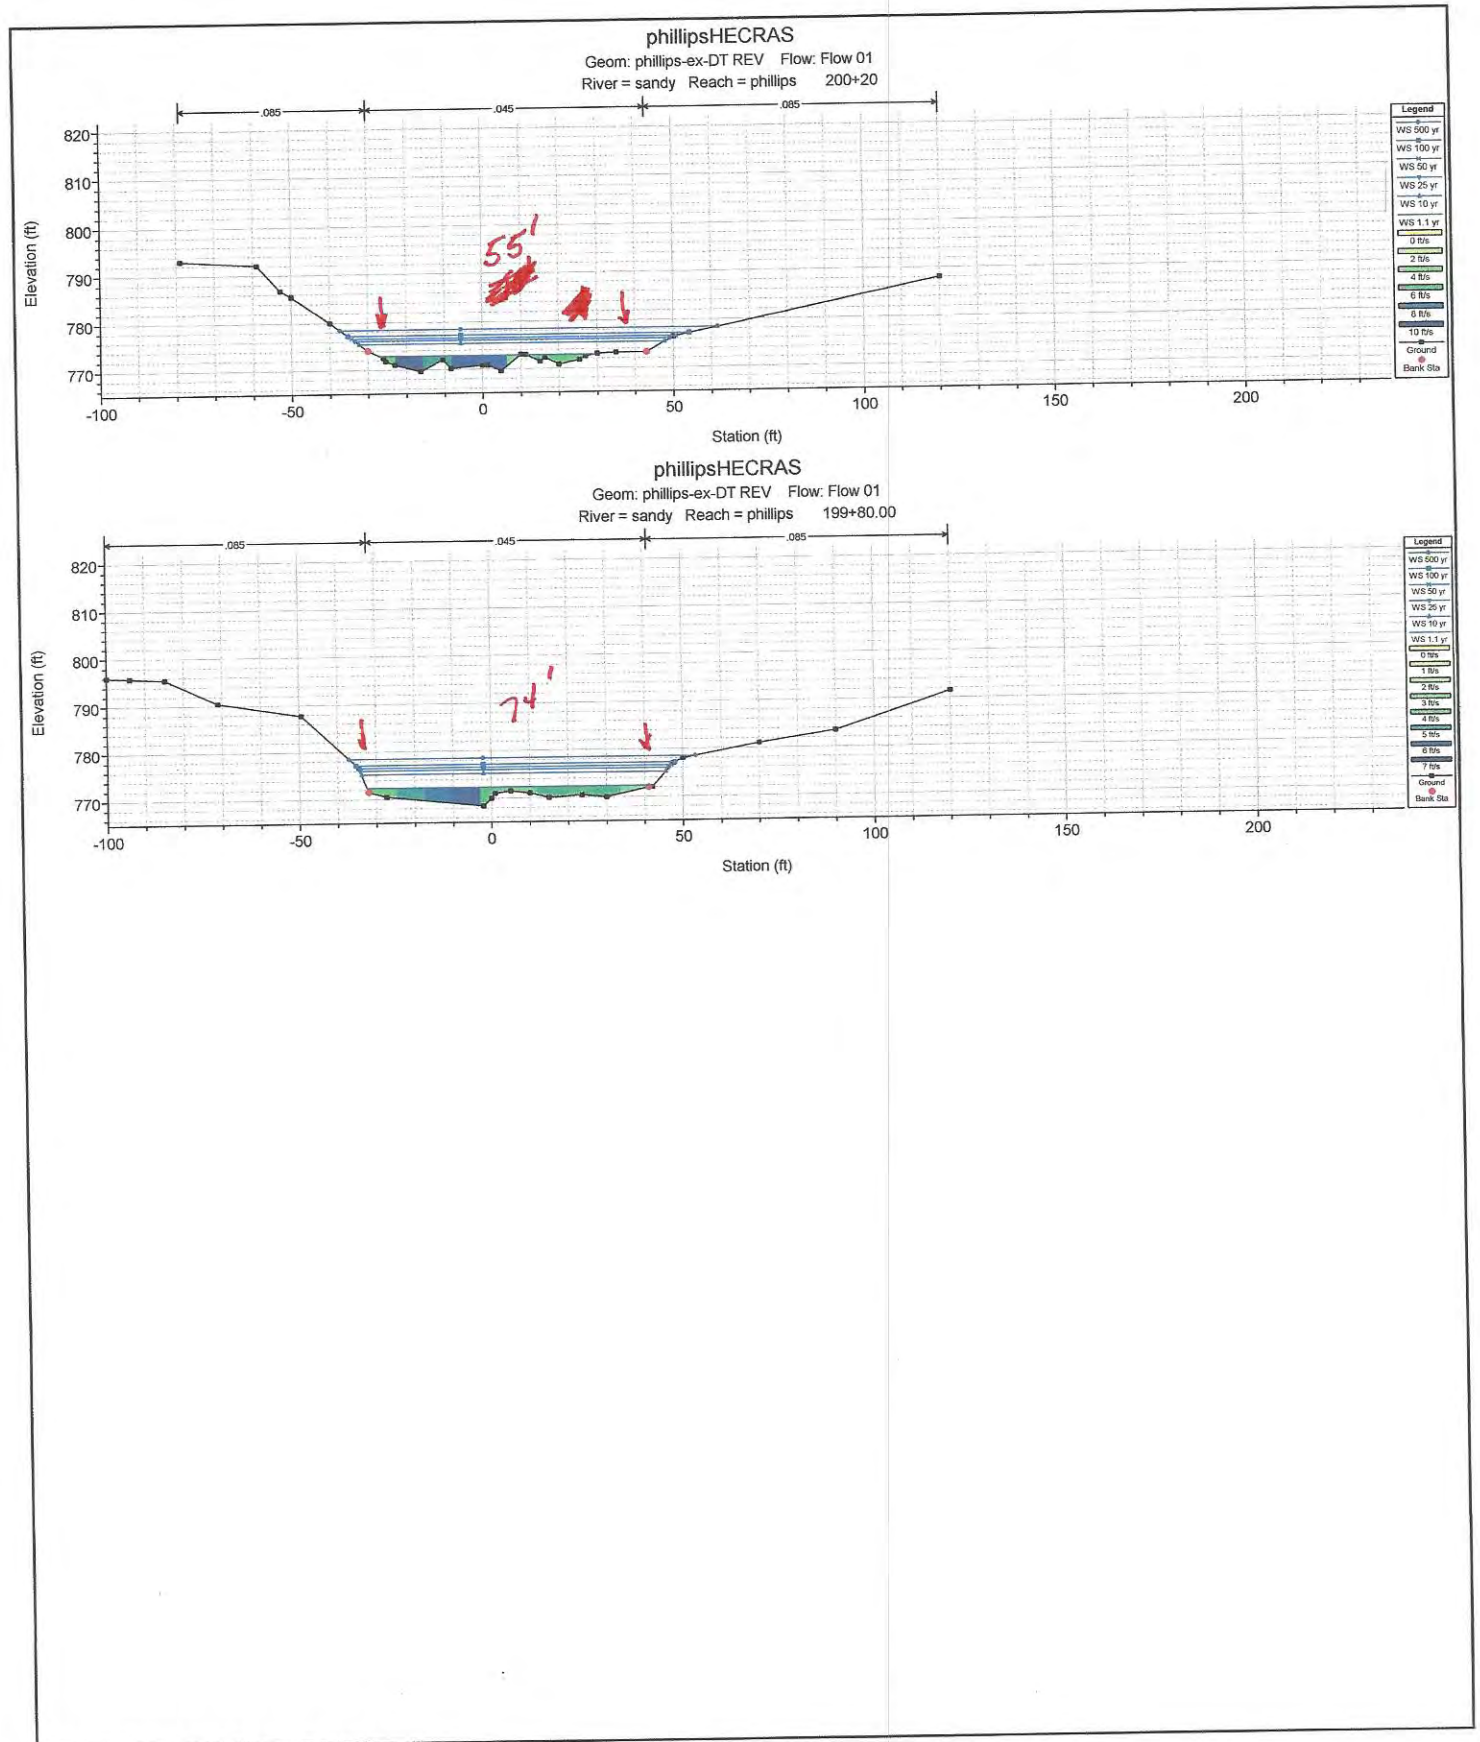 phillipsHECRAS
Geom: phillips-ex-DT REV Flow: Flow 01
River = sandy Reach = phillips 200+20
.085 .045 .085
Legend
WS 500 yr
WS 100 yr
WS 50 yr
WS 25 yr
WS 10 yr
WS 1.1 yr
0 ft/s
2 ft/s
4 ft/s
6 ft/s
8 ft/s
10 ft/s
Ground
Bank Sta
Elevation (ft)
820
810
800
790
780
770
55'
-100 -50 0 50 100 150 200
Station (ft)
phillipsHECRAS
Geom: phillips-ex-DT REV Flow: Flow 01
River = sandy Reach = phillips 199+80.00
.085 .045 .085
Legend
WS 500 yr
WS 100 yr
WS 50 yr
WS 25 yr
WS 10 yr
WS 1.1 yr
0 ft/s
1 ft/s
2 ft/s
3 ft/s
4 ft/s
5 ft/s
6 ft/s
7 ft/s
Ground
Bank Sta
Elevation (ft)
820
810
800
790
780
770
74'
-100 -50 0 50 100 150 200
Station (ft)